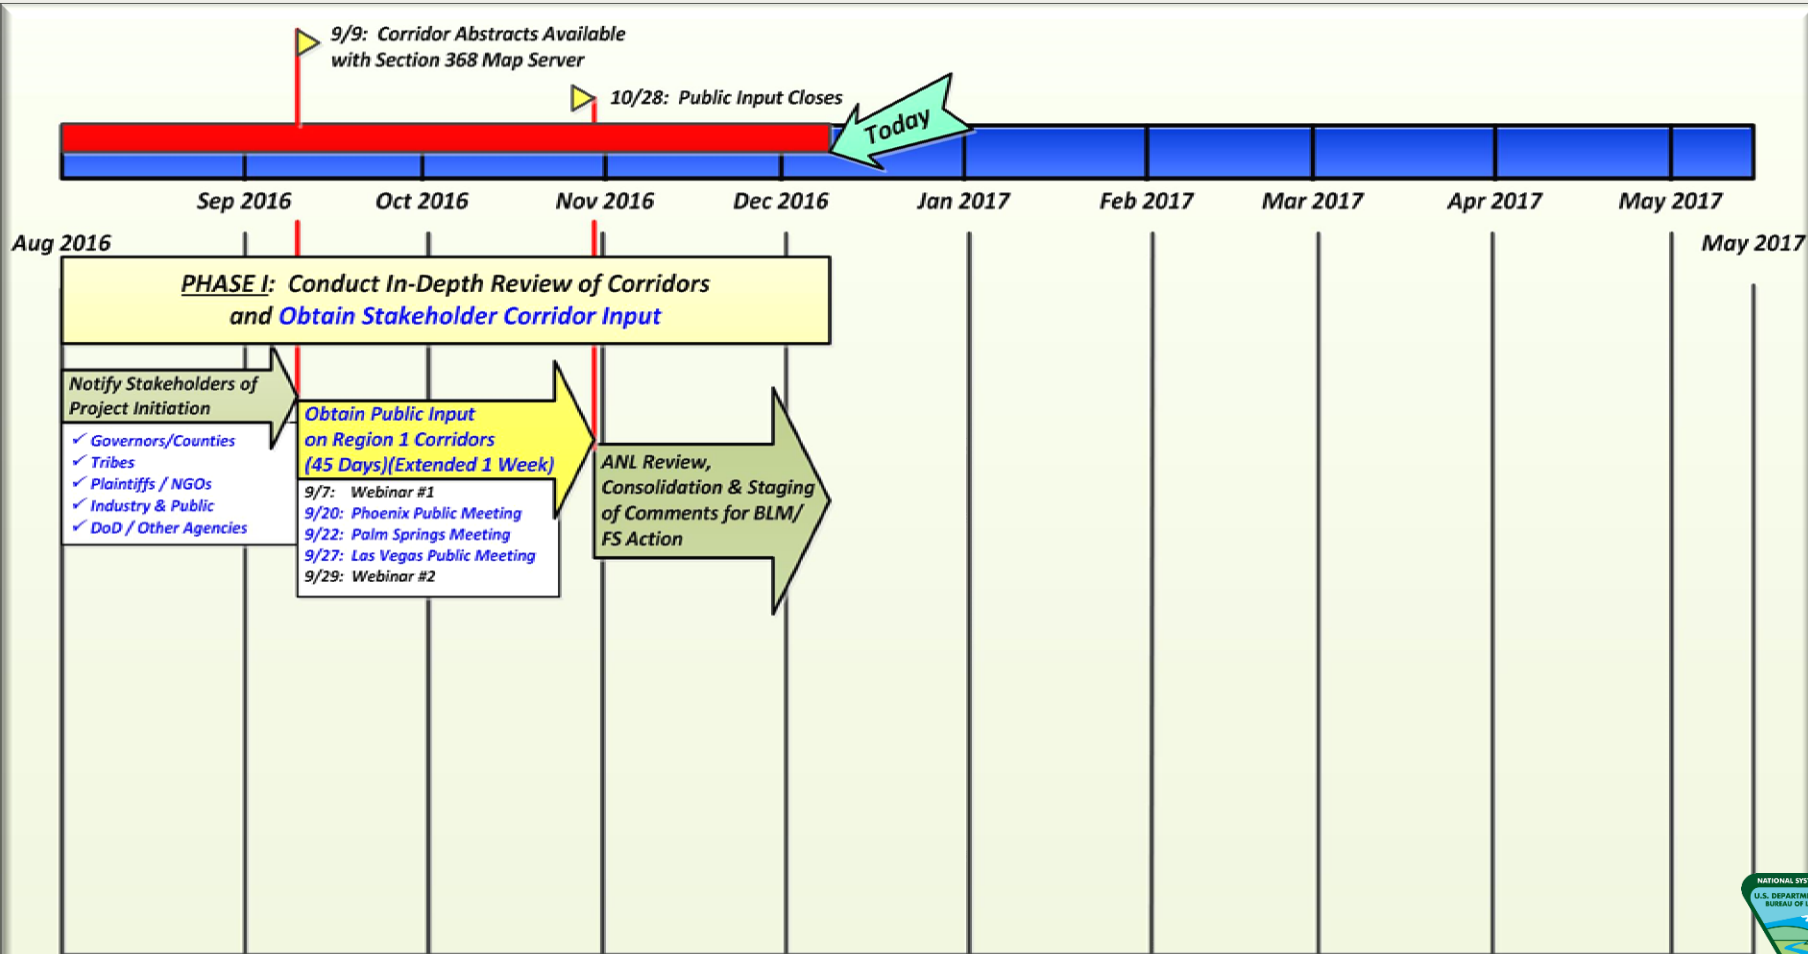 9/9: Corridor Abstracts Available
with Section 368 Map Server
10/28: Public Input Closes
Today
Sep 2016
Oct 2016
Nov 2016
Dec 2016
Jan 2017
Feb 2017
Mar 2017
Apr 2017
May 2017
Aug 2016
May 2017
PHASE I: Conduct In-Depth Review of Corridors
and Obtain Stakeholder Corridor Input
Notify Stakeholders of
Project Initiation
✓ Governors/Counties
✓ Tribes
✓ Plaintiffs / NGOs
✓ Industry & Public
✓ DoD / Other Agencies
Obtain Public Input
on Region 1 Corridors
(45 Days)(Extended 1 Week)
9/7: Webinar #1
9/20: Phoenix Public Meeting
9/22: Palm Springs Meeting
9/27: Las Vegas Public Meeting
9/29: Webinar #2
ANL Review,
Consolidation & Staging
of Comments for BLM/
FS Action
NATIONAL
U.S.
BUREAU OF